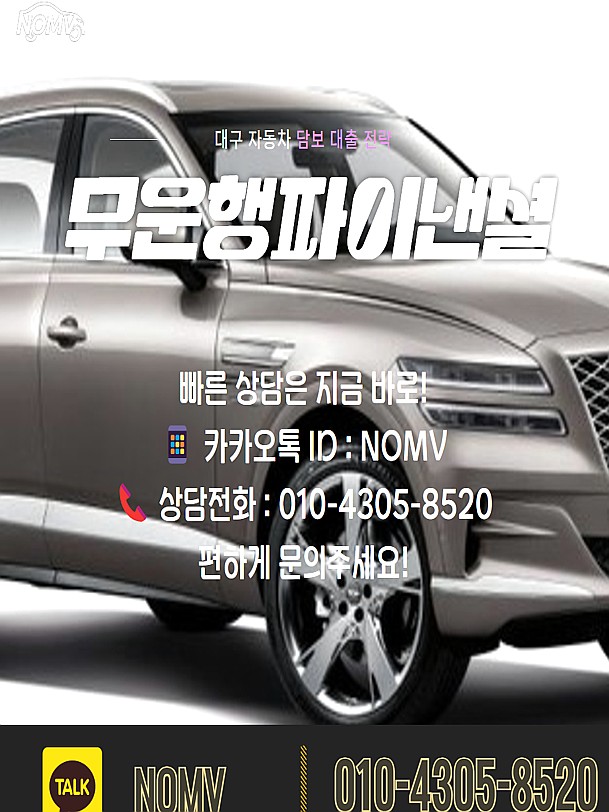 NOMV
대구 자동차 담보 대출 전략
무운행파이낸셜
빠른 상담은 지금 바로!
카카오톡 ID : NOMV
상담전화 : 010-4305-8520
편하게 문의주세요!
TALK
NOMV
010-4305-8520